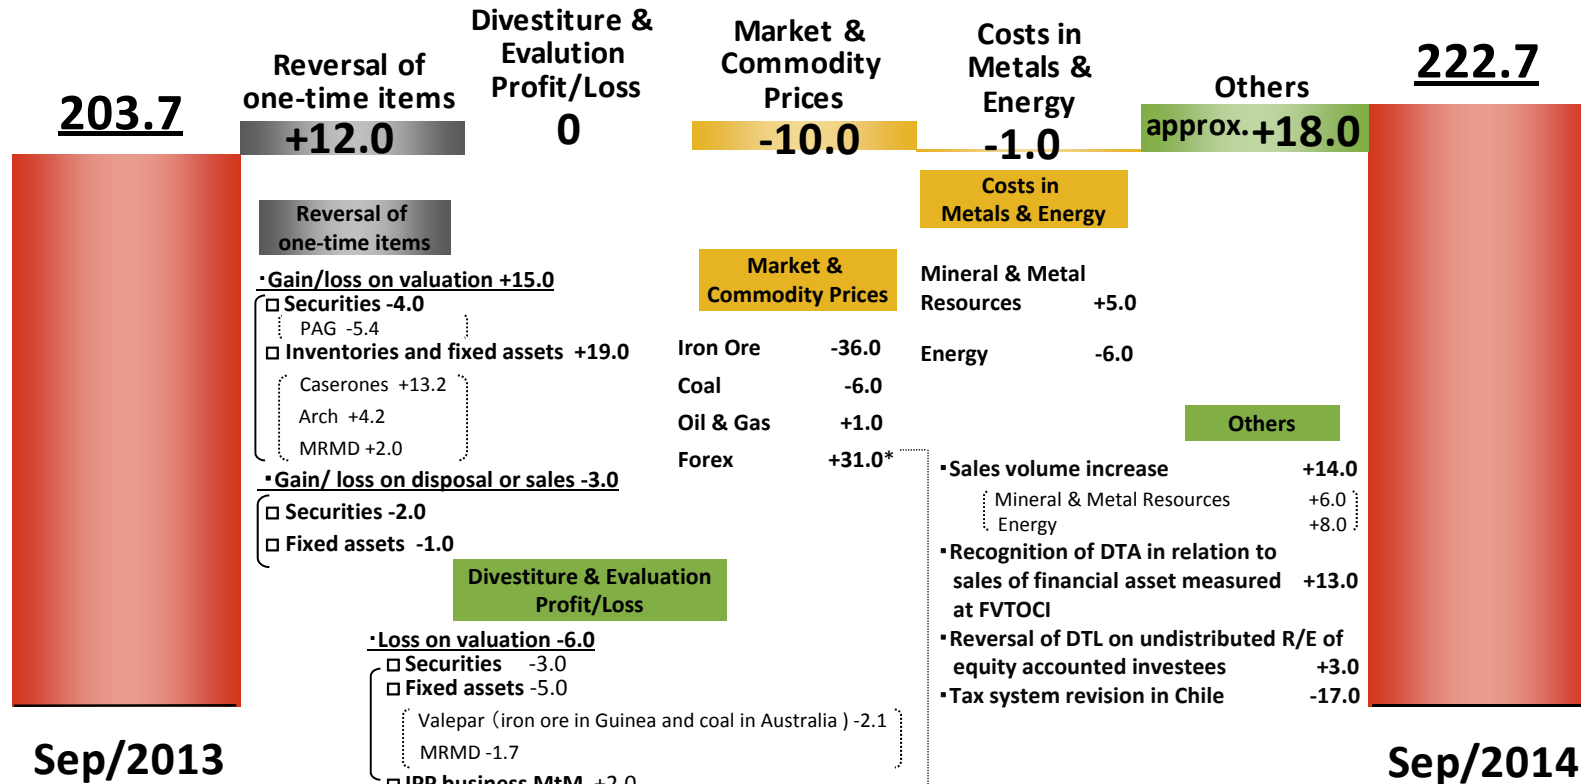 203.7
Reversal of
one-time items
+12.0
Divestiture &
Evalution
Profit/Loss
0
Market &
Commodity
Prices
-10.0
Costs in
Metals &
Energy
-1.0
Others
approx.+18.0
222.7
Reversal of
one-time items
・Gain/loss on valuation +15.0
□ Securities -4.0
PAG -5.4
□ Inventories and fixed assets +19.0
Caserones +13.2
Arch +4.2
MRMD +2.0
・Gain/ loss on disposal or sales -3.0
□ Securities -2.0
□ Fixed assets -1.0
Divestiture & Evaluation
Profit/Loss
・Loss on valuation -6.0
□ Securities -3.0
□ Fixed assets -5.0
Valepar (iron ore in Guinea and coal in Australia ) -2.1
MRMD -1.7
□ IPP business MtM +2.0
Market &
Commodity Prices
Iron Ore -36.0
Coal -6.0
Oil & Gas +1.0
Forex +31.0*
Costs in
Metals & Energy
Mineral & Metal
Resources +5.0
Energy -6.0
Others
▪Sales volume increase +14.0
Mineral & Metal Resources +6.0
Energy +8.0
▪Recognition of DTA in relation to
sales of financial asset measured +13.0
at FVTOCI
▪Reversal of DTL on undistributed R/E of
equity accounted investees +3.0
▪Tax system revision in Chile -17.0
Sep/2013
Sep/2014